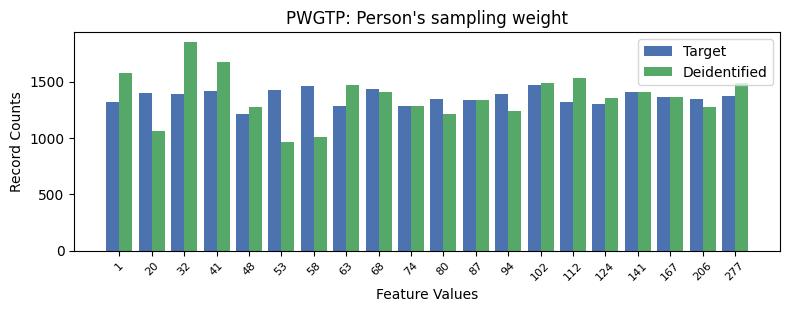 PWGTP: Person's sampling weight
Target
Deidentified
Record Counts
1500
1000
500
0
1 20 32 41 48 53 58 63 68 74 80 87 94 102 112 124 141 167 206 277
Feature Values